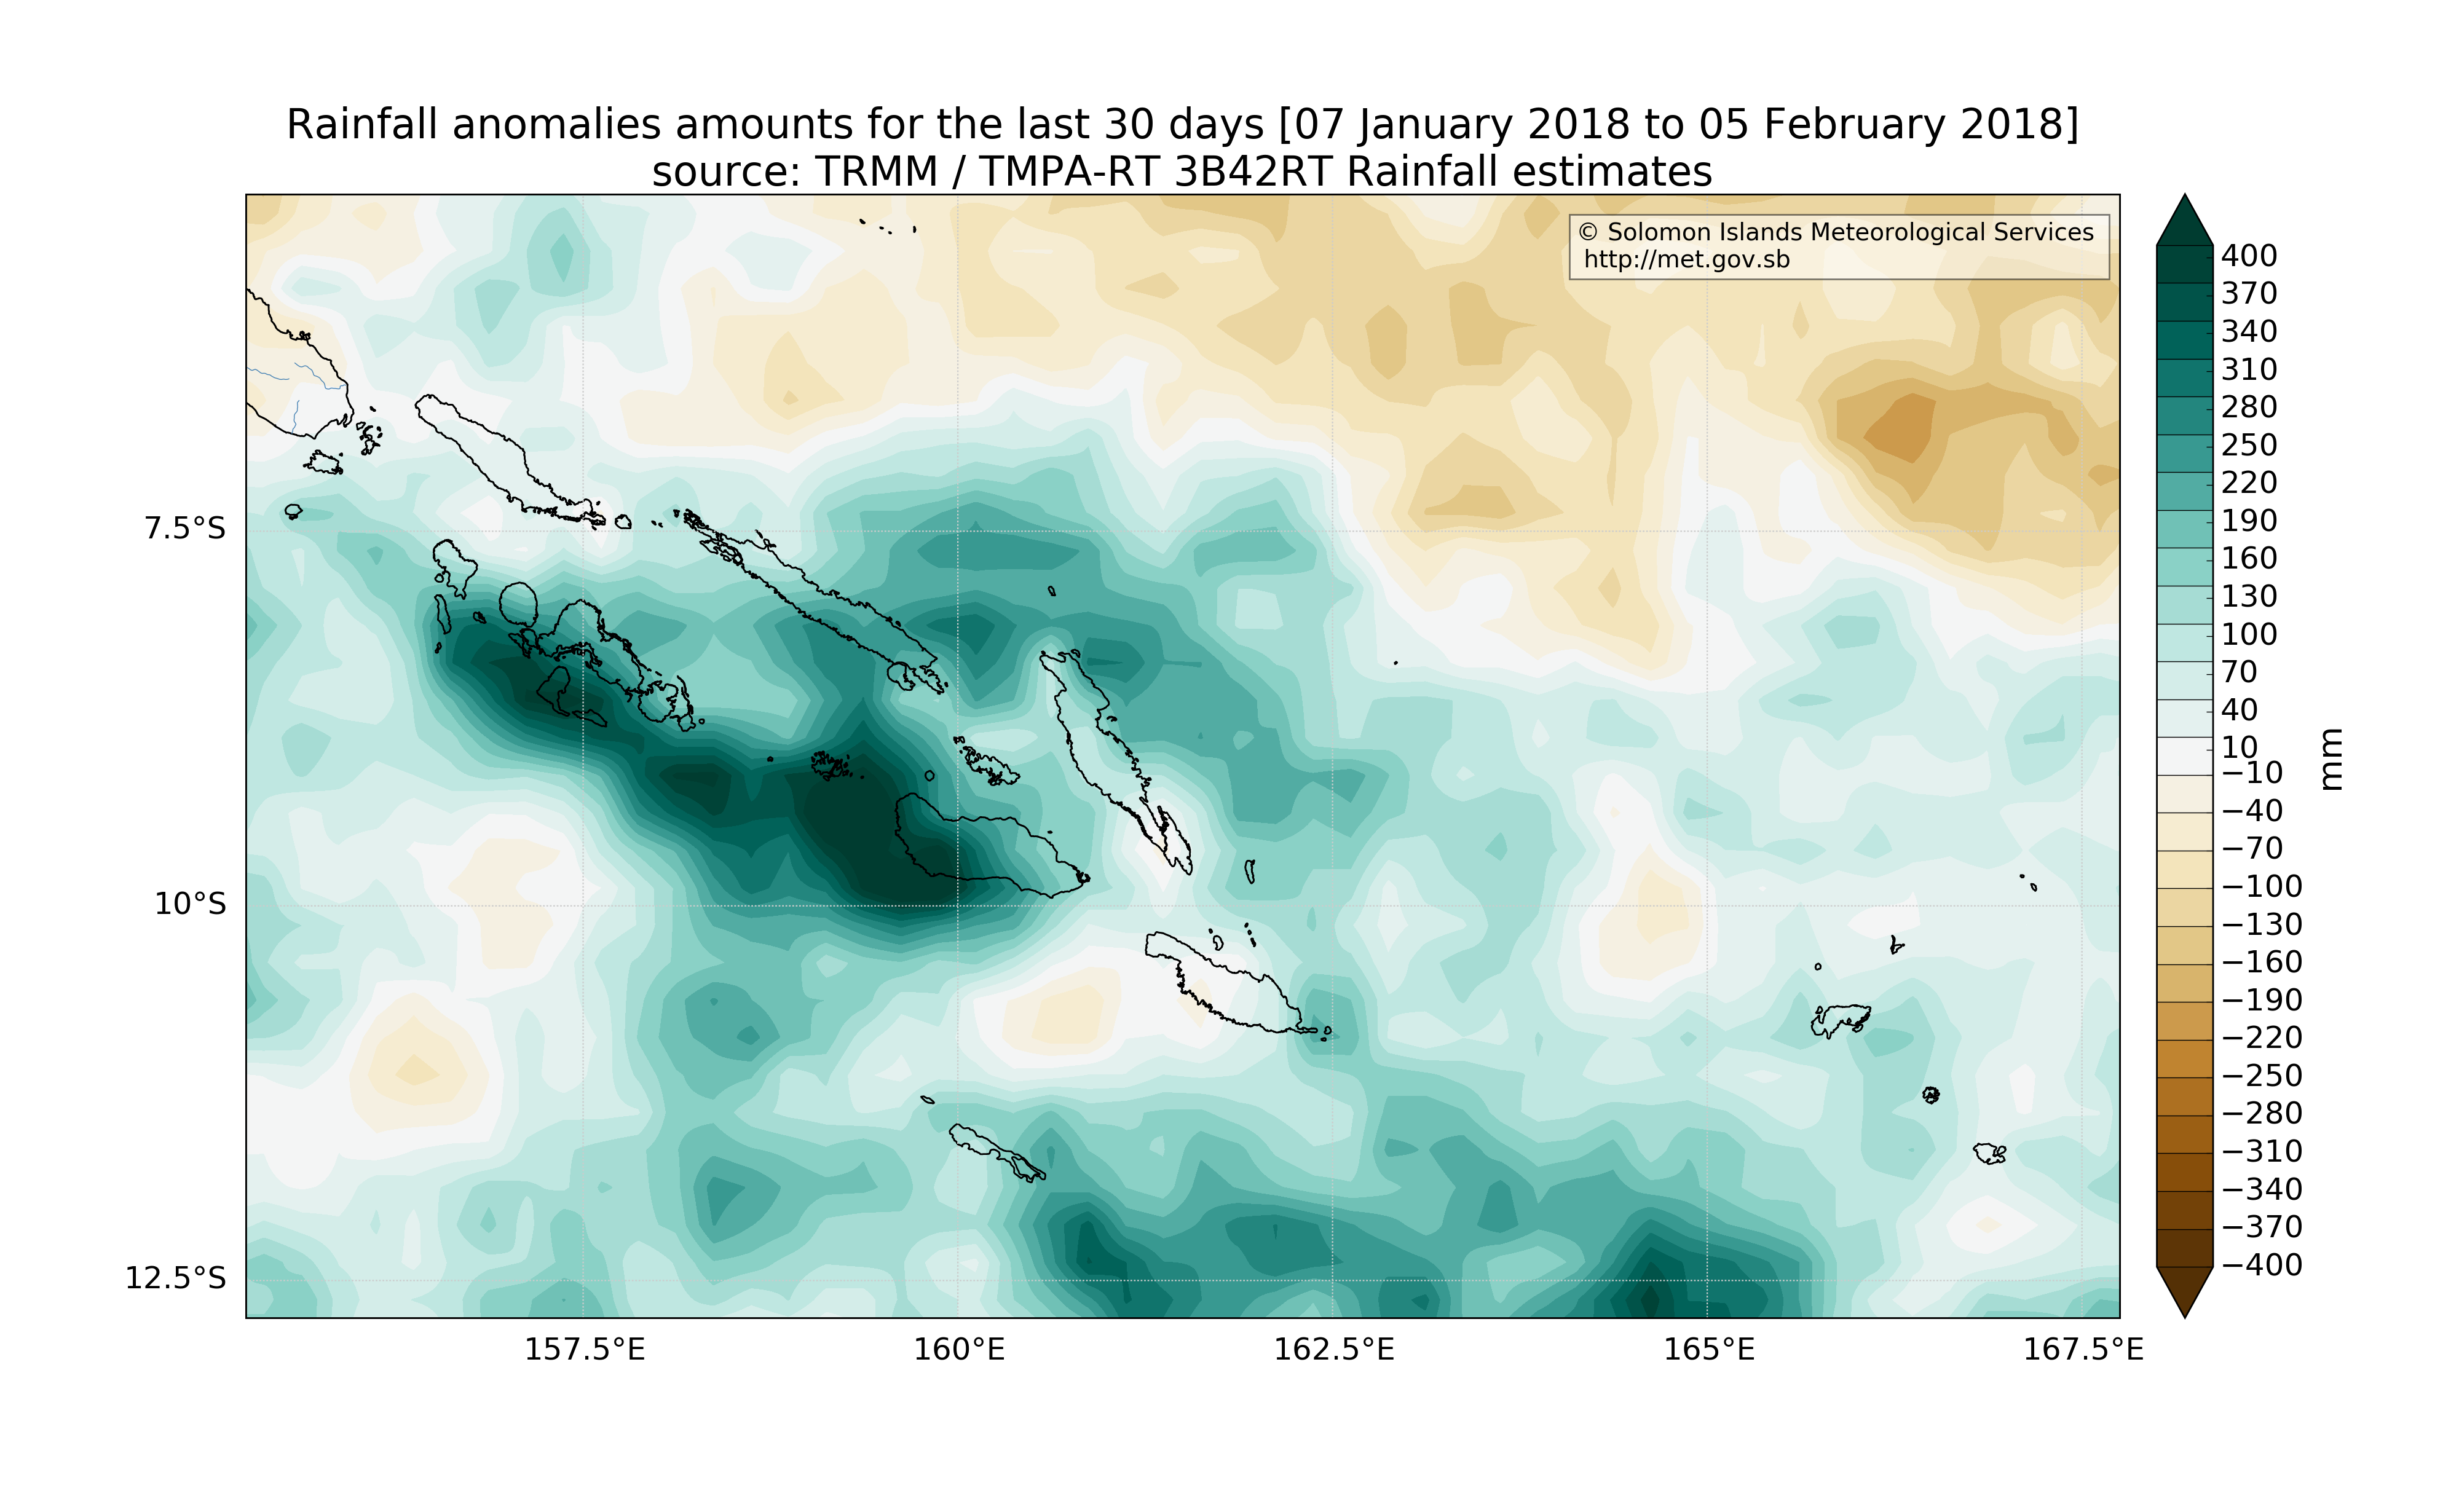 Rainfall anomalies amounts for the last 30 days [07 January 2018 to 05 February 2018]
source: TRMM / TMPA-RT 3B42RT Rainfall estimates
© Solomon Islands Meteorological Services
http://met.gov.sb
7.5°S
10°S
12.5°S
157.5°E
160°E
162.5°E
165°E
167.5°E
400
370
340
310
280
250
220
190
160
130
100
70
40
10
−10
−40
−70
−100
−130
−160
−190
−220
−250
−280
−310
−340
−370
−400
mm